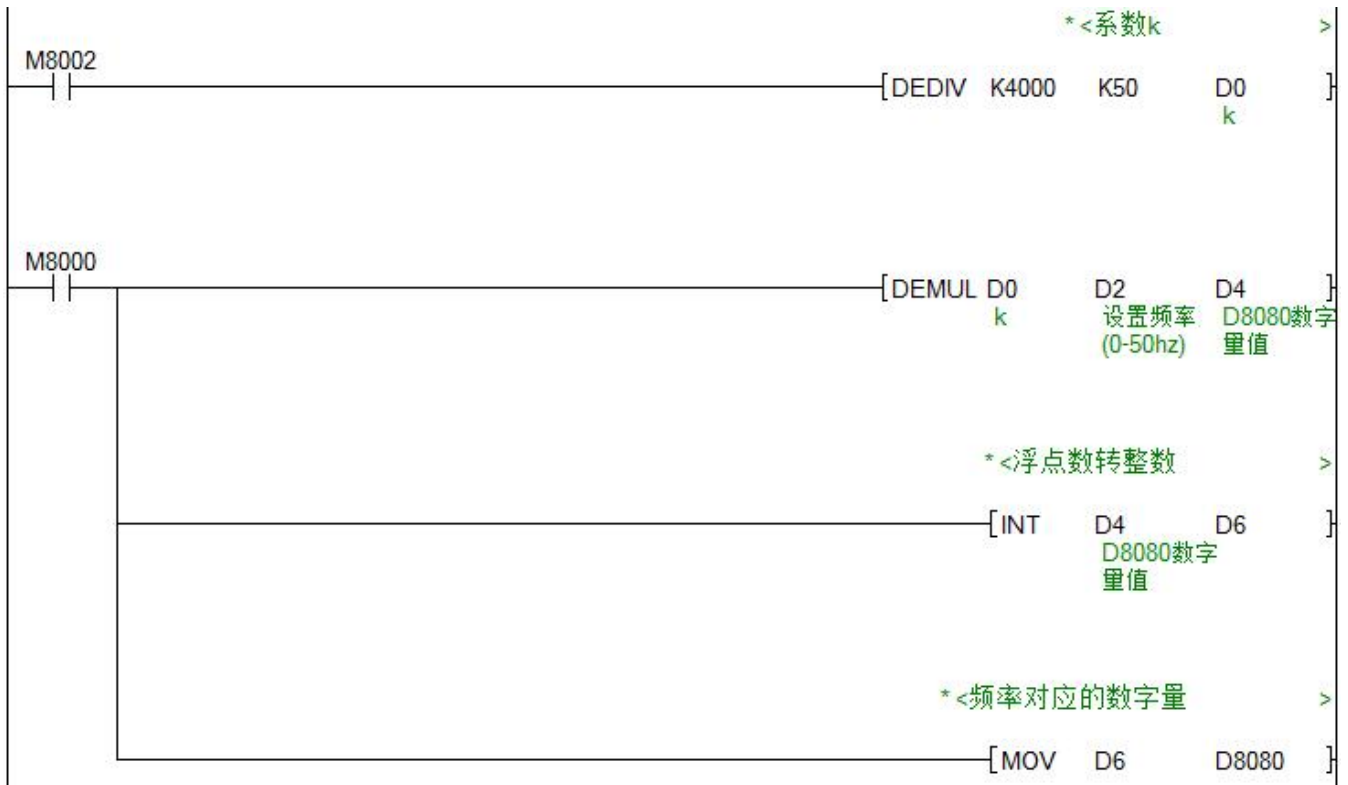 *<系数k >
M8002
[DEDIV K4000 K50 D0 ]
k
M8000
[DEMUL D0 D2 D4 ]
k 设置频率 D8080数字
(0-50hz) 量值
*<浮点数转整数 >
[INT D4 D6 ]
D8080数字
量值
*<频率对应的数字量 >
[MOV D6 D8080 ]